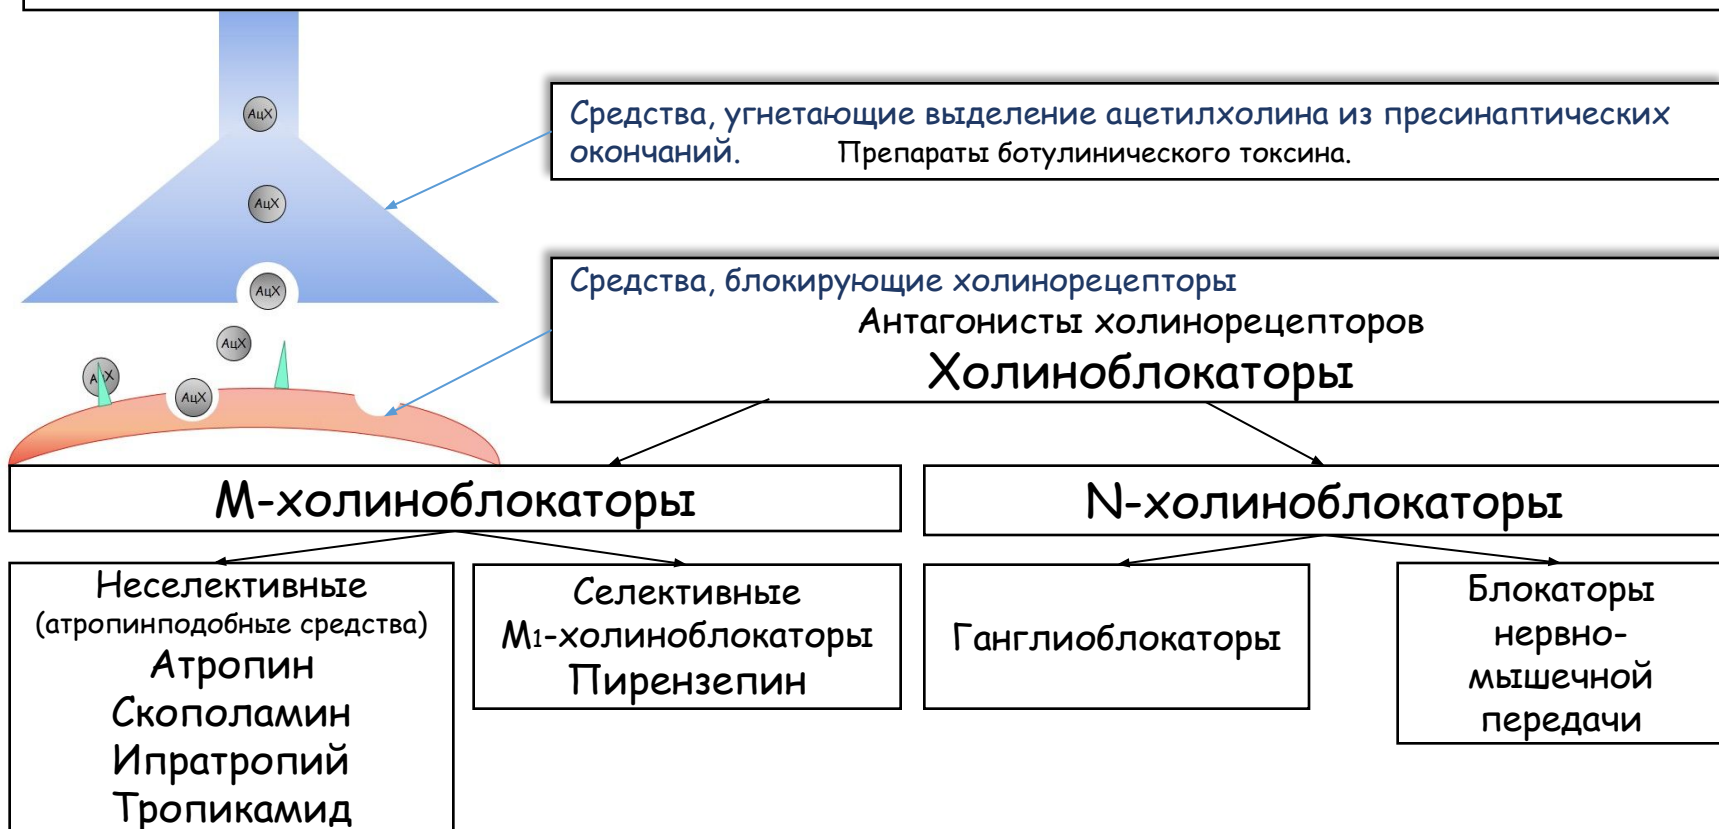 АцХ
АцХ
АцХ
АцХ
АцХ
АцХ
Средства, угнетающие выделение ацетилхолина из пресинаптических
окончаний. Препараты ботулинического токсина.
Средства, блокирующие холинорецепторы
Антагонисты холинорецепторов
Холиноблокаторы
М-холиноблокаторы
N-холиноблокаторы
Неселективные
(атропинподобные средства)
Атропин
Скополамин
Ипратропий
Тропикамид
Селективные
М1-холиноблокаторы
Пирензепин
Ганглиоблокаторы
Блокаторы
нервно-
мышечной
передачи